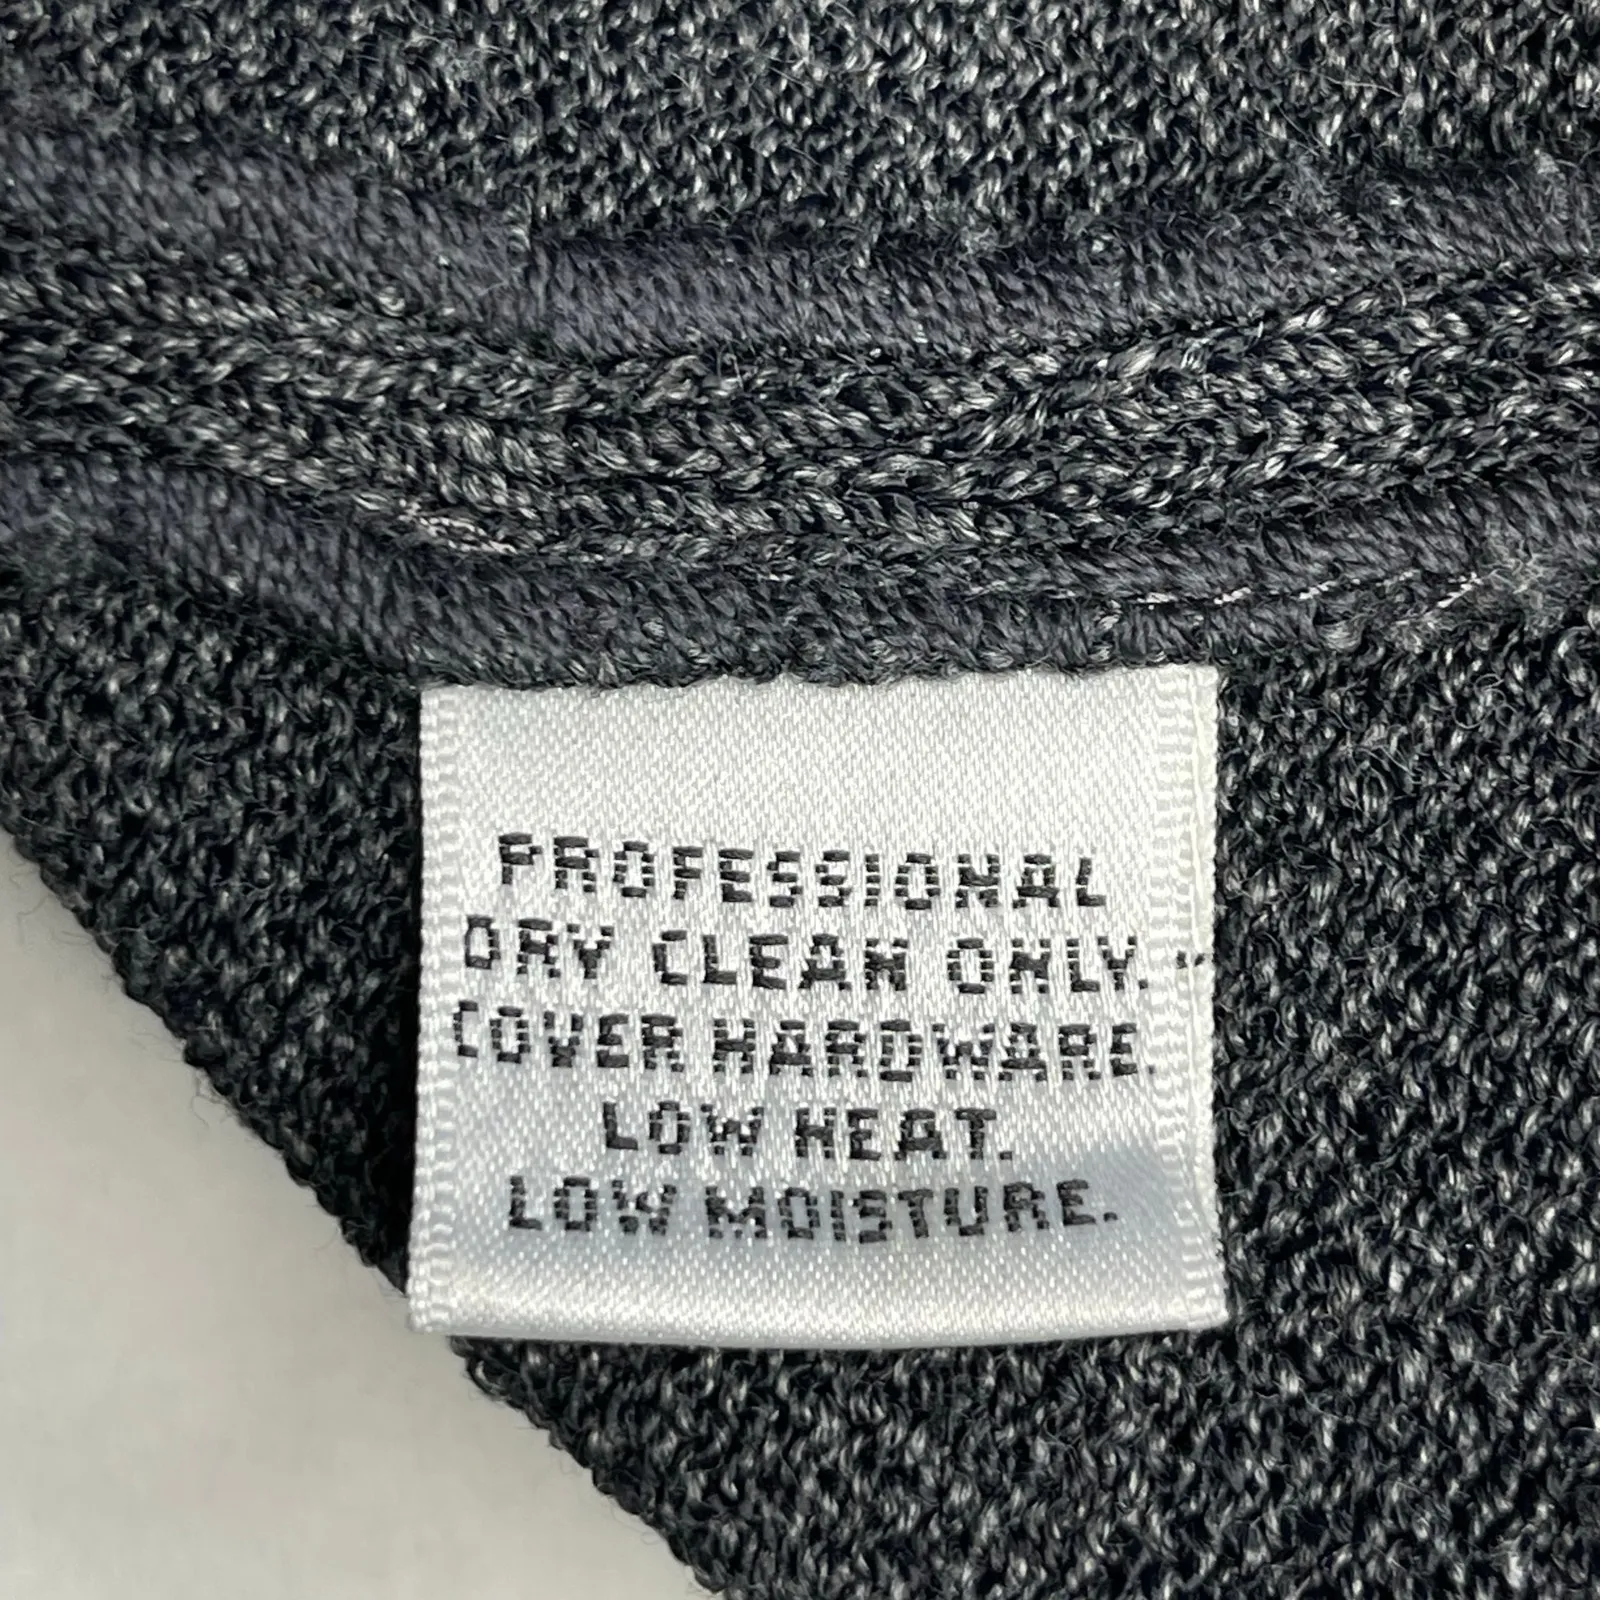 PROFESSIONAL
DRY CLEAN ONLY.
COVER HARDWARE.
LOW HEAT.
LOW MOISTURE.